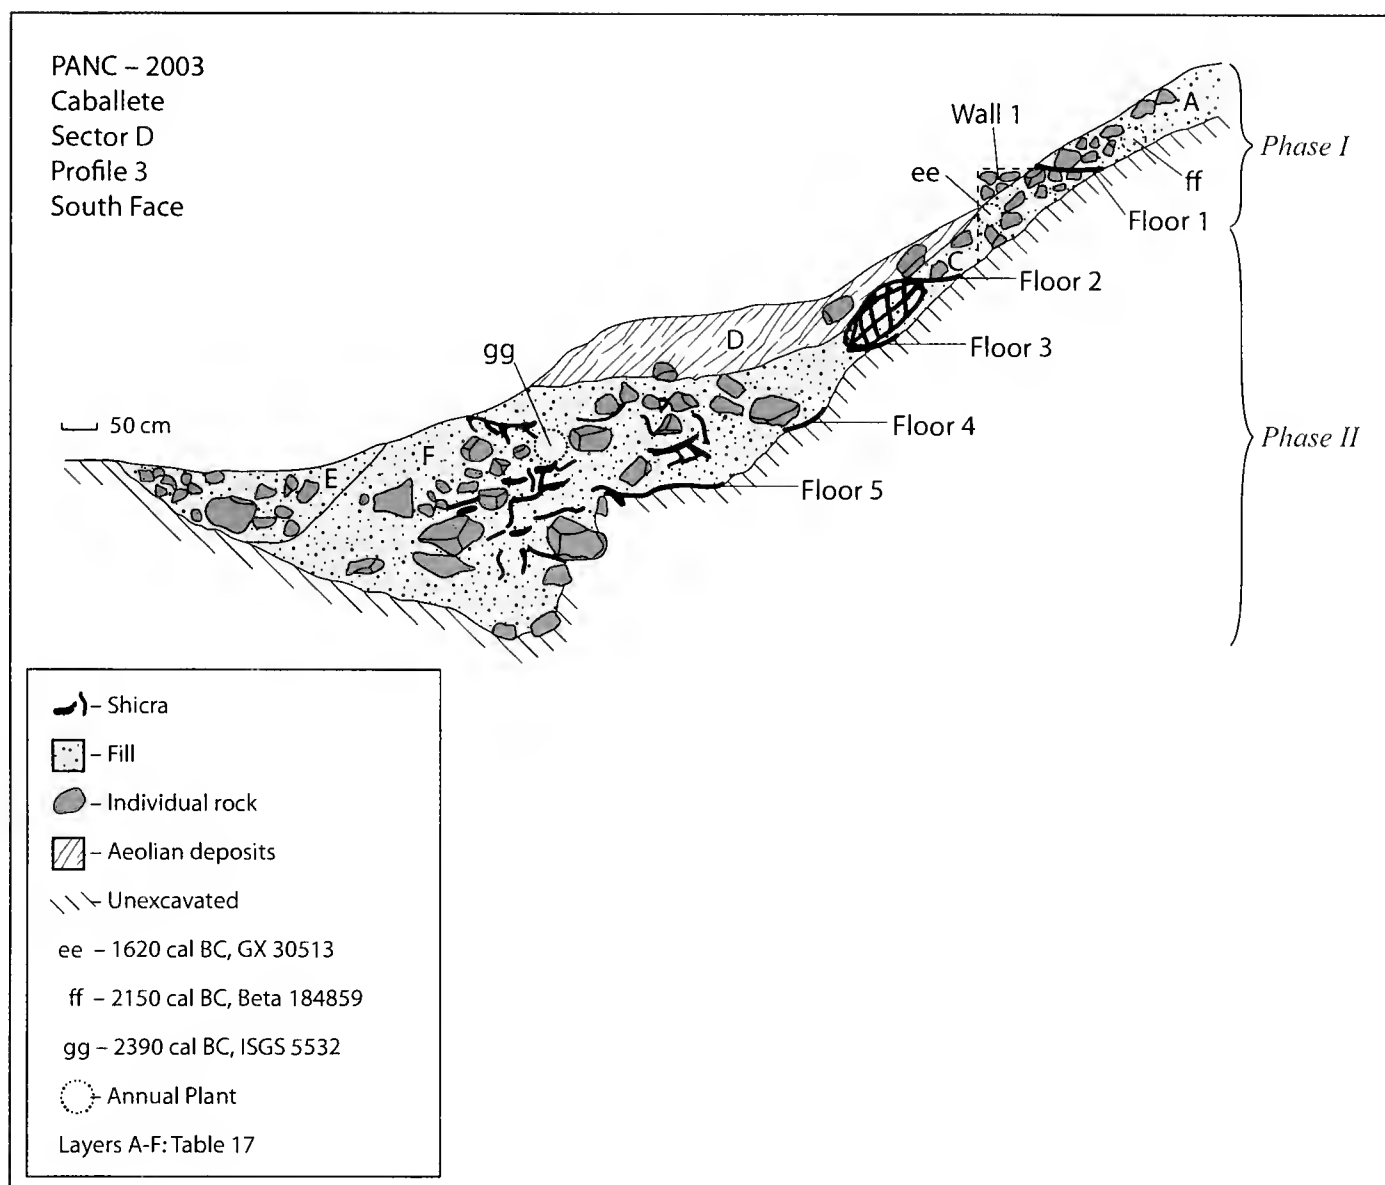 PANC – 2003
Caballete
Sector D
Profile 3
South Face
Wall 1
A
Phase I
ee
ff
Floor 1
C
Floor 2
D
Floor 3
gg
50 cm
Floor 4
Phase II
F
E
Floor 5
– Shicra
– Fill
– Individual rock
– Aeolian deposits
– Unexcavated
ee – 1620 cal BC, GX 30513
ff – 2150 cal BC, Beta 184859
gg – 2390 cal BC, ISGS 5532
– Annual Plant
Layers A-F: Table 17